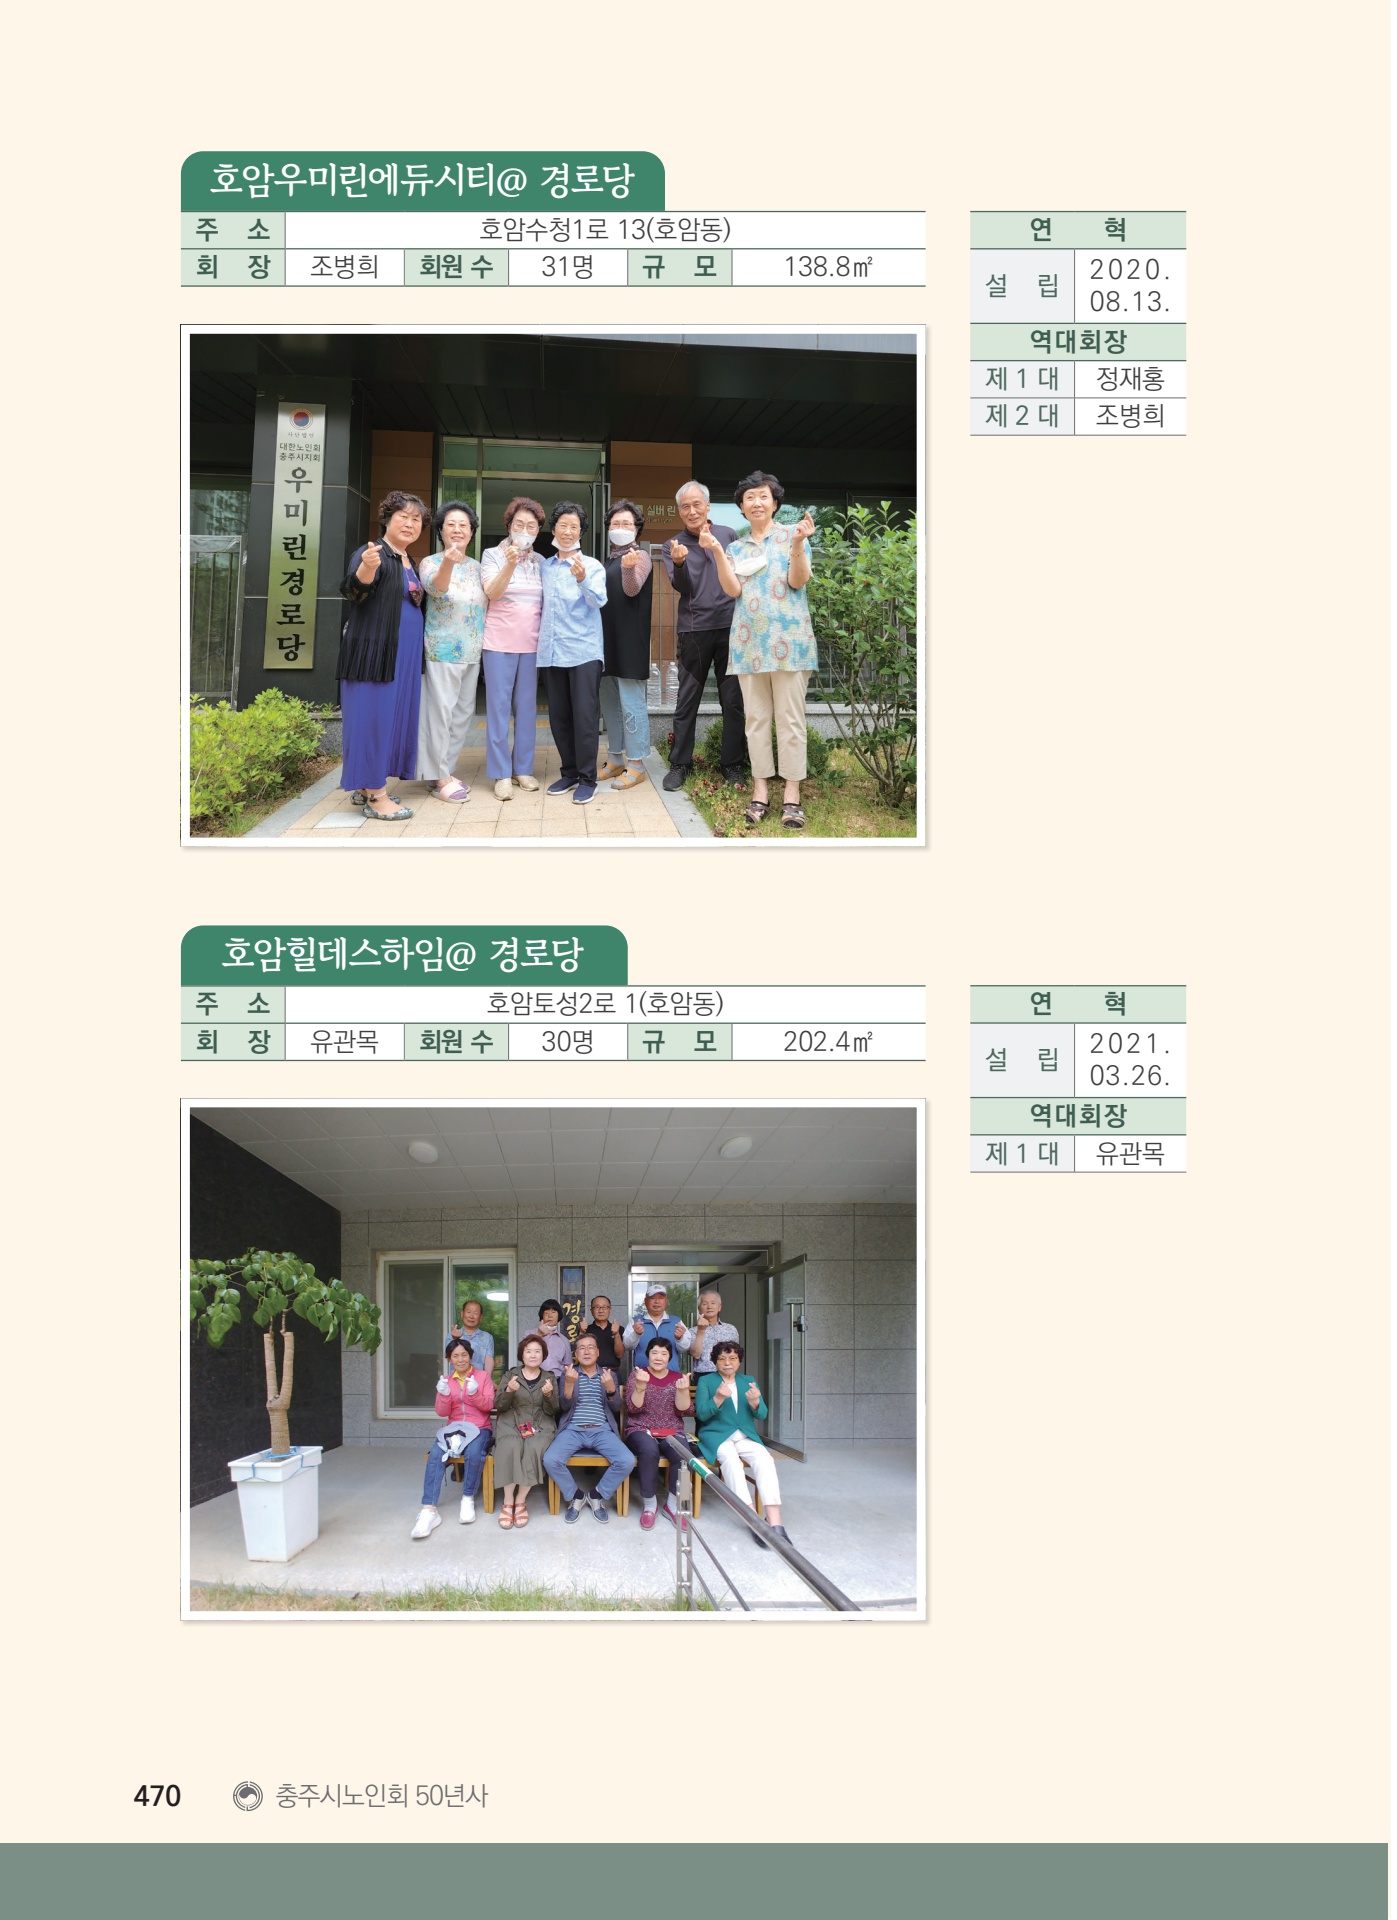 호암우미린에듀시티@ 경로당
주 소 호암수청1로 13(호암동)
회 장 조병희 회원 수 31명 규 모 138.8㎡
연 혁
설 립 2020.
08.13.
역대회장
제 1 대 정재홍
제 2 대 조병희
사단법인
대한노인회
충주시지회
우미린경로당
실버린
호암힐데스하임@ 경로당
주 소 호암토성2로 1(호암동)
회 장 유관목 회원 수 30명 규 모 202.4㎡
연 혁
설 립 2021.
03.26.
역대회장
제 1 대 유관목
경로
470 충주시노인회 50년사